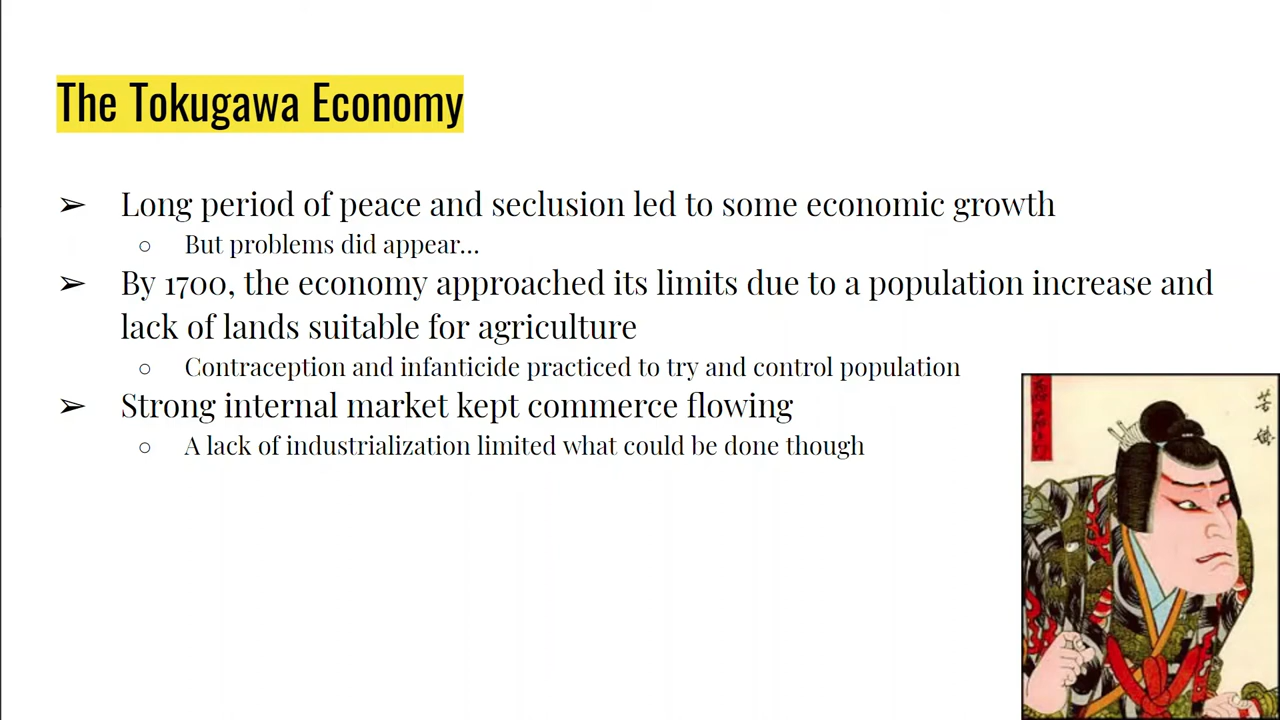 The Tokugawa Economy
➢ Long period of peace and seclusion led to some economic growth
○ But problems did appear...
➢ By 1700, the economy approached its limits due to a population increase and
lack of lands suitable for agriculture
○ Contraception and infanticide practiced to try and control population
➢ Strong internal market kept commerce flowing
○ A lack of industrialization limited what could be done though